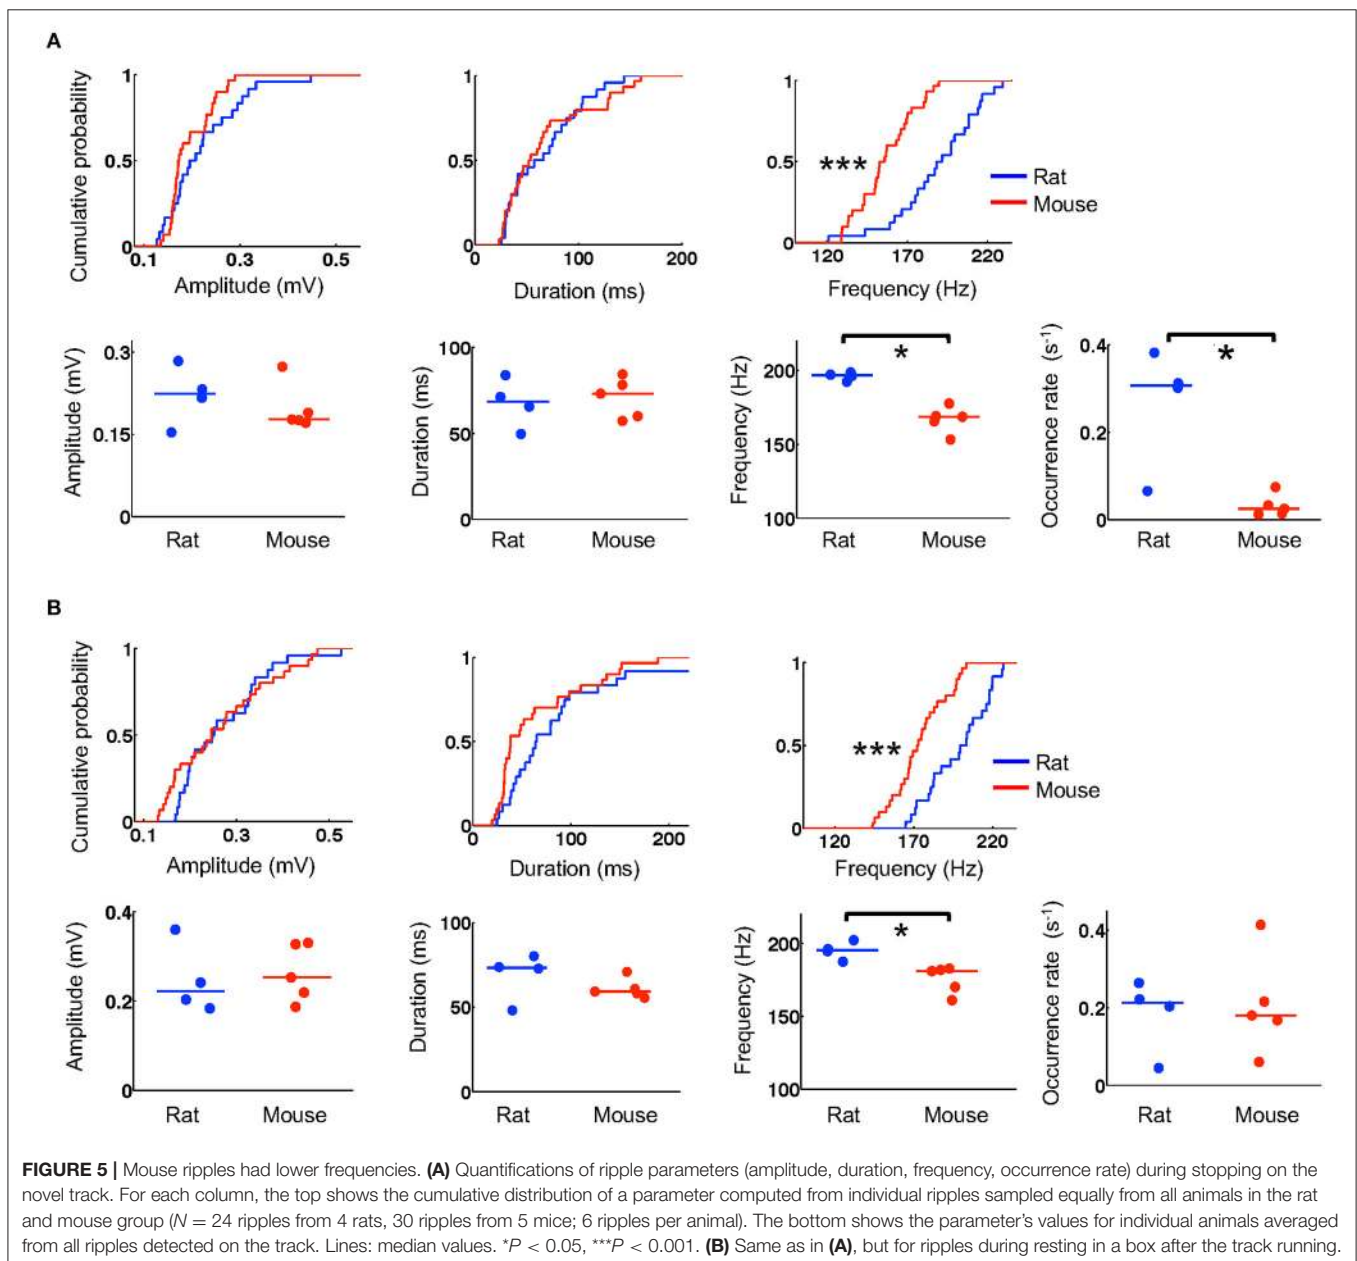 A
Cumulative probability
1
0.5
0
0.1 0.3 0.5
Amplitude (mV)
1
0.5
0
0 100 200
Duration (ms)
1
0.5
0
***
120 170 220
Frequency (Hz)
Rat
Mouse
Amplitude (mV)
0.3
0.15
0
Rat Mouse
Duration (ms)
100
50
0
Rat Mouse
Frequency (Hz)
200
150
100
*
Rat Mouse
Occurrence rate (s⁻¹)
0.4
0.2
0
*
Rat Mouse
B
Cumulative probability
1
0.5
0
0.1 0.3 0.5
Amplitude (mV)
1
0.5
0
0 100 200
Duration (ms)
1
0.5
0
***
120 170 220
Frequency (Hz)
Rat
Mouse
Amplitude (mV)
0.4
0.2
0
Rat Mouse
Duration (ms)
100
50
0
Rat Mouse
Frequency (Hz)
200
150
100
*
Rat Mouse
Occurrence rate (s⁻¹)
0.4
0.2
0
Rat Mouse
FIGURE 5 | Mouse ripples had lower frequencies. (A) Quantifications of ripple parameters (amplitude, duration, frequency, occurrence rate) during stopping on the
novel track. For each column, the top shows the cumulative distribution of a parameter computed from individual ripples sampled equally from all animals in the rat
and mouse group (N = 24 ripples from 4 rats, 30 ripples from 5 mice; 6 ripples per animal). The bottom shows the parameter's values for individual animals averaged
from all ripples detected on the track. Lines: median values. *P < 0.05, ***P < 0.001. (B) Same as in (A), but for ripples during resting in a box after the track running.